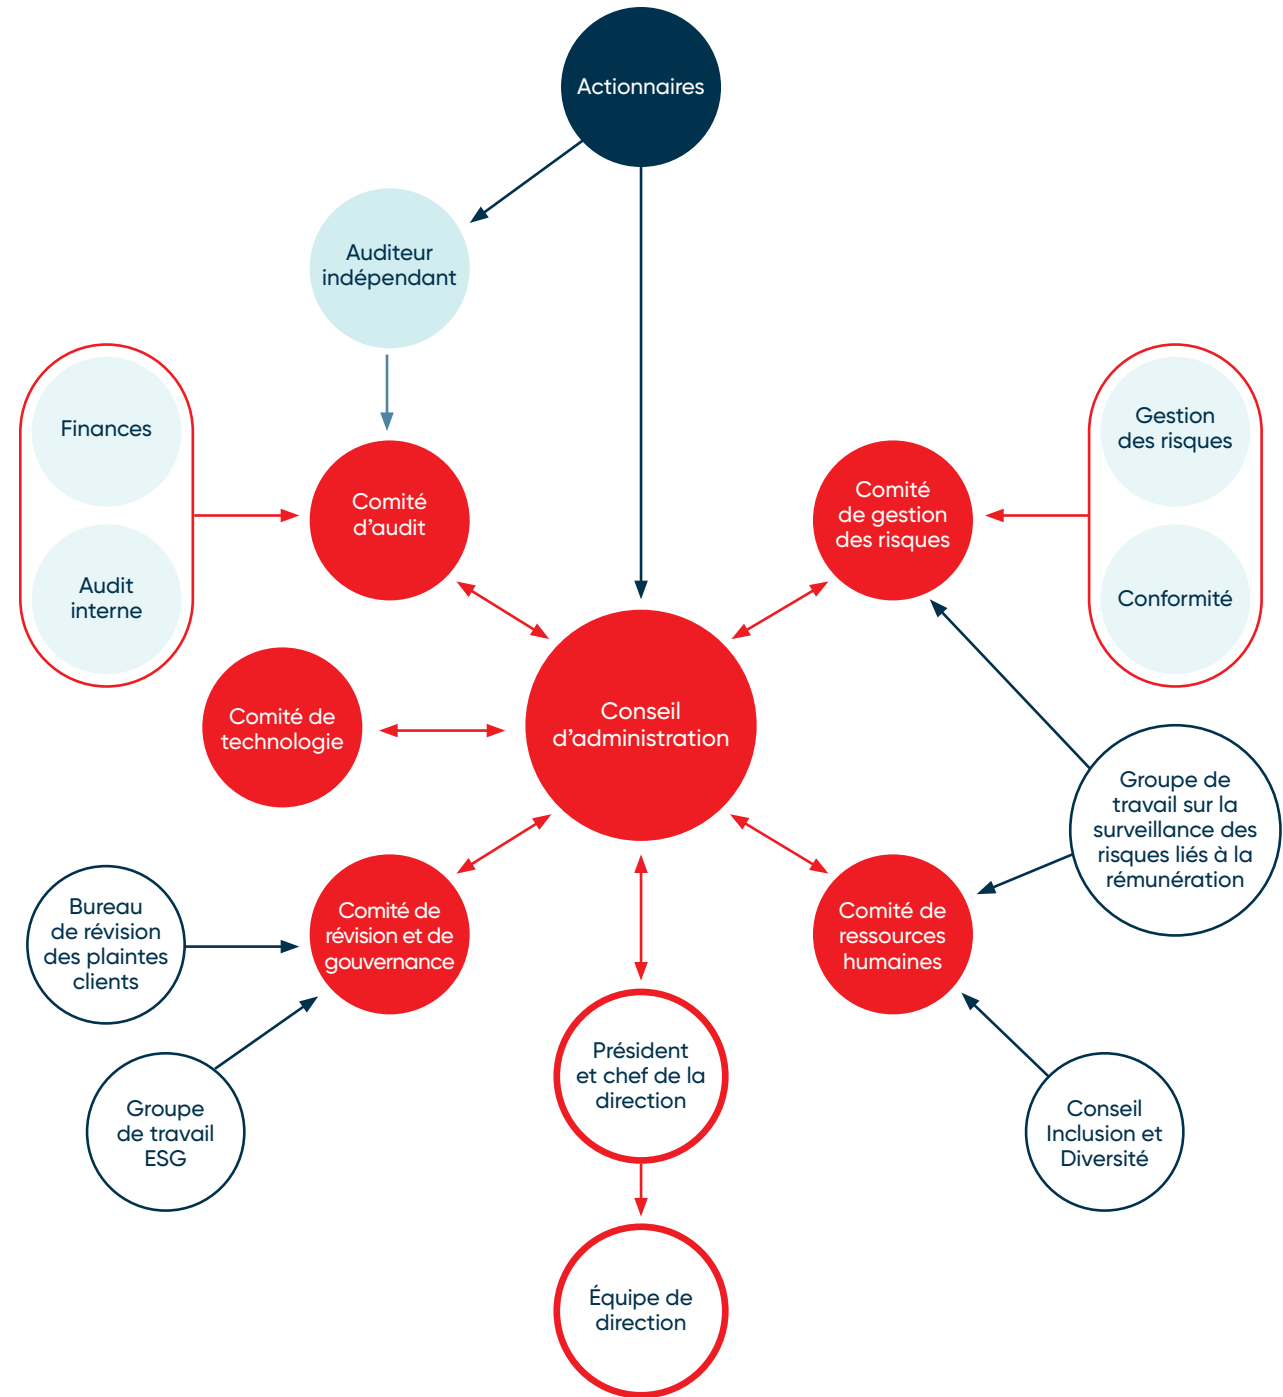 Actionnaires
Auditeur
indépendant
Finances
Audit
interne
Comité
d’audit
Comité
de gestion
des risques
Gestion
des risques
Conformité
Comité de
technologie
Conseil
d’administration
Groupe de
travail sur la
surveillance des
risques liés à la
rémunération
Bureau
de révision
des plaintes
clients
Comité de
révision et de
gouvernance
Comité de
ressources
humaines
Groupe
de travail
ESG
Président
et chef de la
direction
Conseil
Inclusion et
Diversité
Équipe de
direction